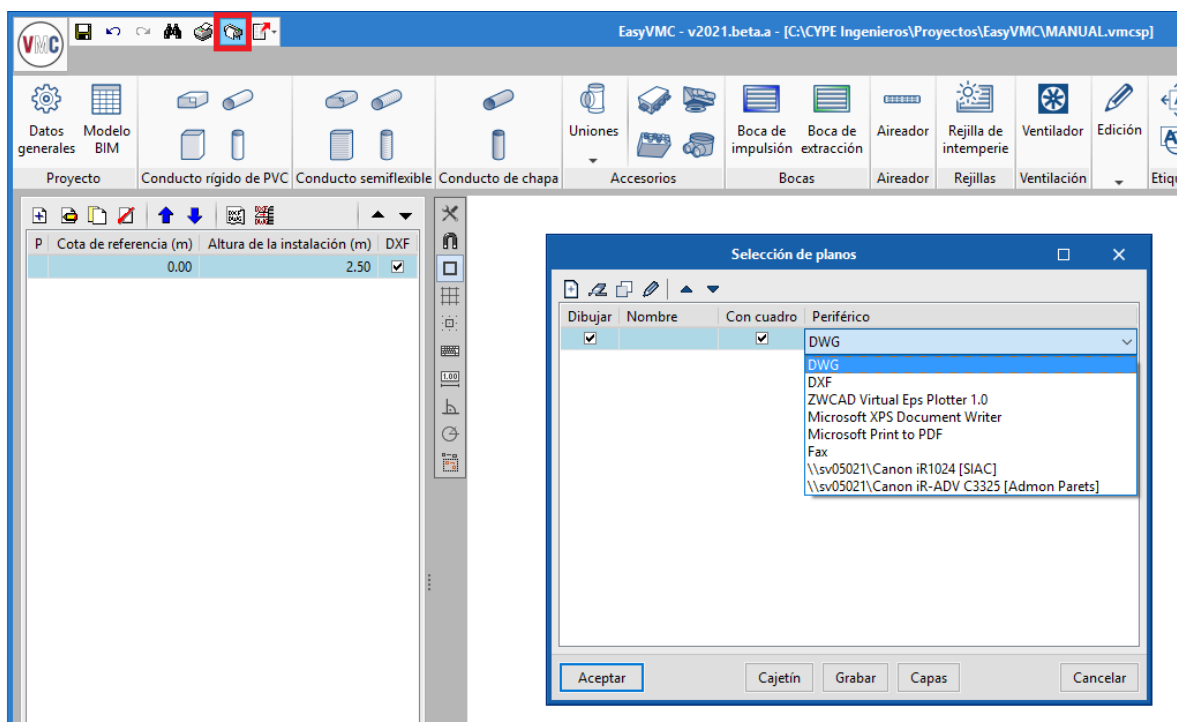 EasyVMC - v2021.beta.a - [C:\CYPE Ingenieros\Proyectos\EasyVMC\MANUAL.vmcsp]
VMC
Datos generales
Modelo BIM
Uniones
Boca de impulsión
Boca de extracción
Aireador
Rejilla de intemperie
Ventilador
Edición
Proyecto
Conducto rígido de PVC
Conducto semiflexible
Conducto de chapa
Accesorios
Bocas
Aireador
Rejillas
Ventilación
Etiq
P Cota de referencia (m) Altura de la instalación (m) DXF
0.00 2.50
1.00
Selección de planos
Dibujar Nombre Con cuadro Periférico
DWG
DWG
DXF
ZWCAD Virtual Eps Plotter 1.0
Microsoft XPS Document Writer
Microsoft Print to PDF
Fax
\\sv05021\Canon iR1024 [SIAC]
\\sv05021\Canon iR-ADV C3325 [Admon Parets]
Aceptar Cajetín Grabar Capas Cancelar